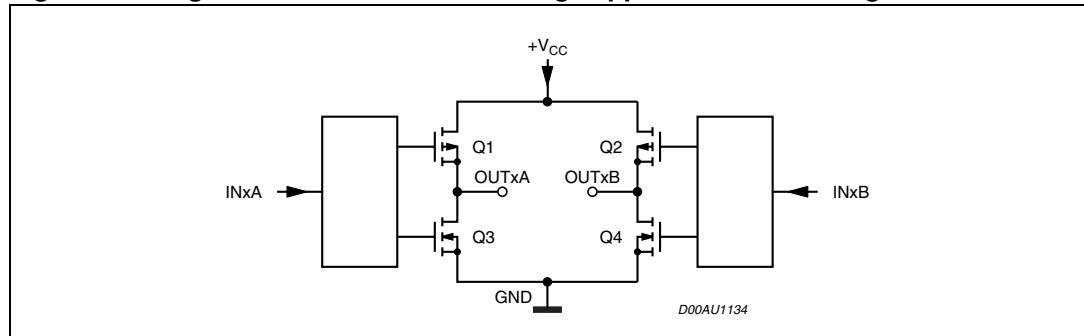 +VCC
Q1
Q2
OUTxA
OUTxB
INxA
INxB
Q3
Q4
GND
D00AU1134